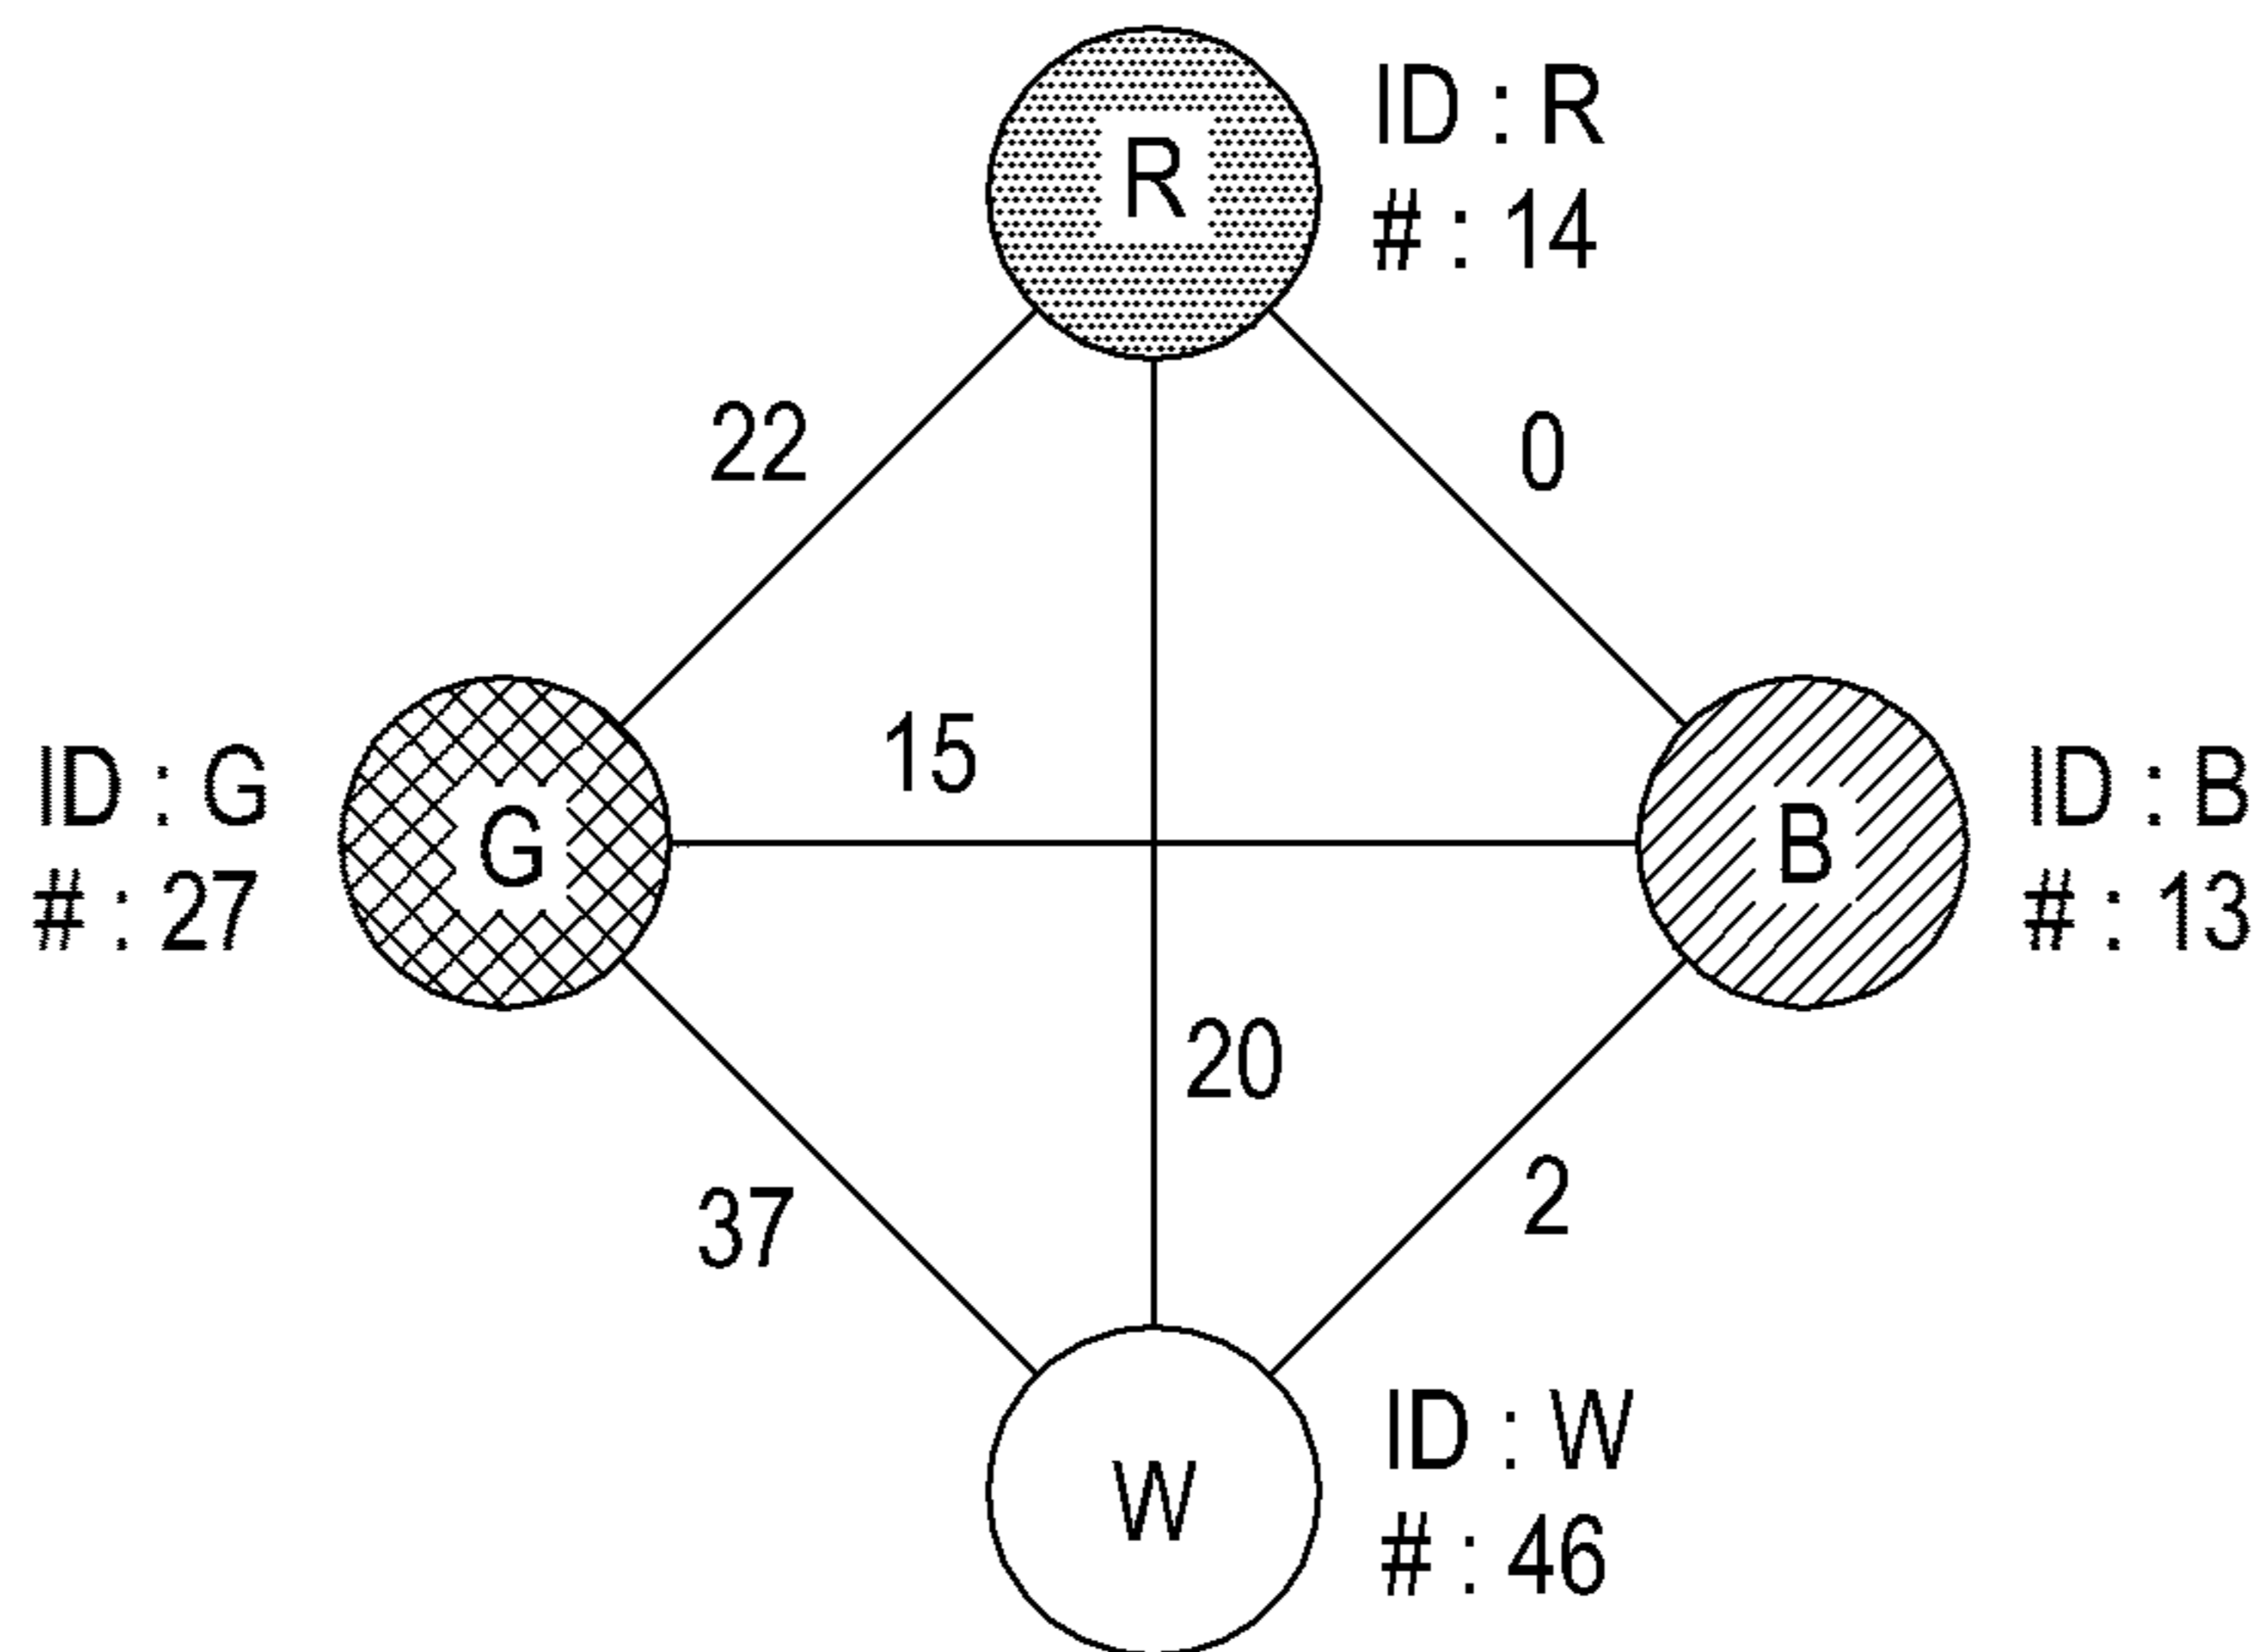 R
ID : R
# : 14
22
0
ID : G
# : 27
G
15
B
ID : B
# : 13
20
37
2
W
ID : W
# : 46